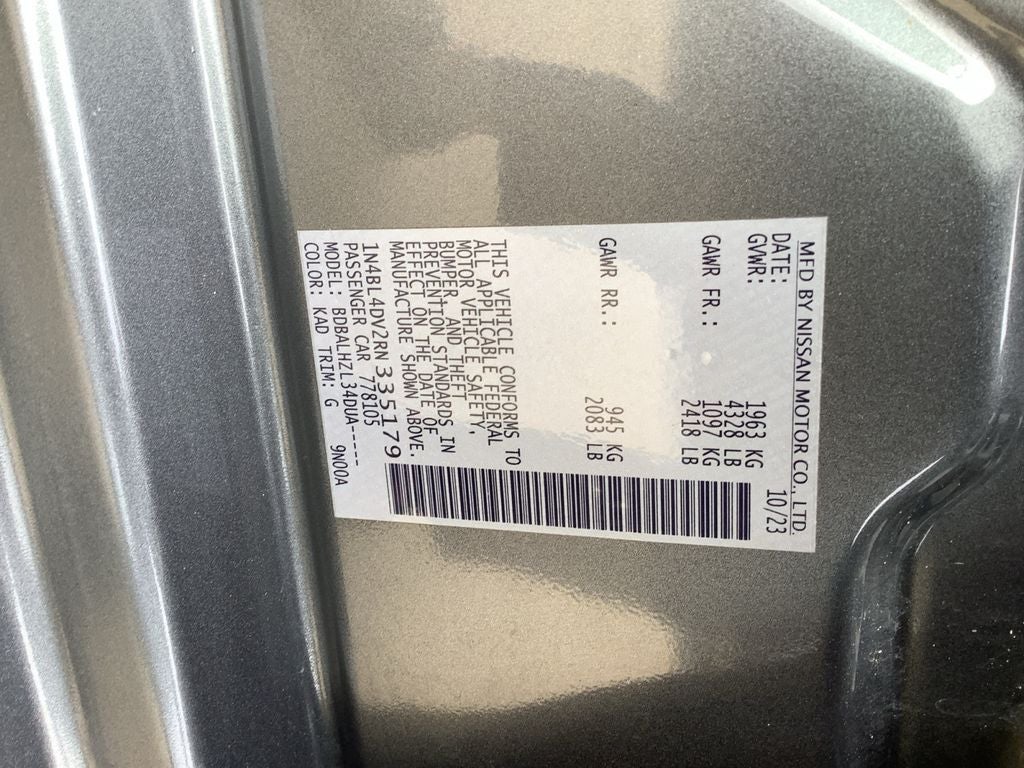 MFD BY NISSAN MOTOR CO., LTD.
DATE: 10/23
GVWR: 1963 KG
4328 LB
GAWR FR.: 1097 KG
2418 LB
GAWR RR.: 945 KG
2083 LB
THIS VEHICLE CONFORMS TO
ALL APPLICABLE FEDERAL
MOTOR VEHICLE SAFETY,
BUMPER, AND THEFT
PREVENTION STANDARDS IN
EFFECT ON THE DATE OF
MANUFACTURE SHOWN ABOVE.
1N4BL4DV2RN335179
PASSENGER CAR 778105
MODEL: BDBALHZL34DUA-----
COLOR: KAD TRIM: G 9N00A